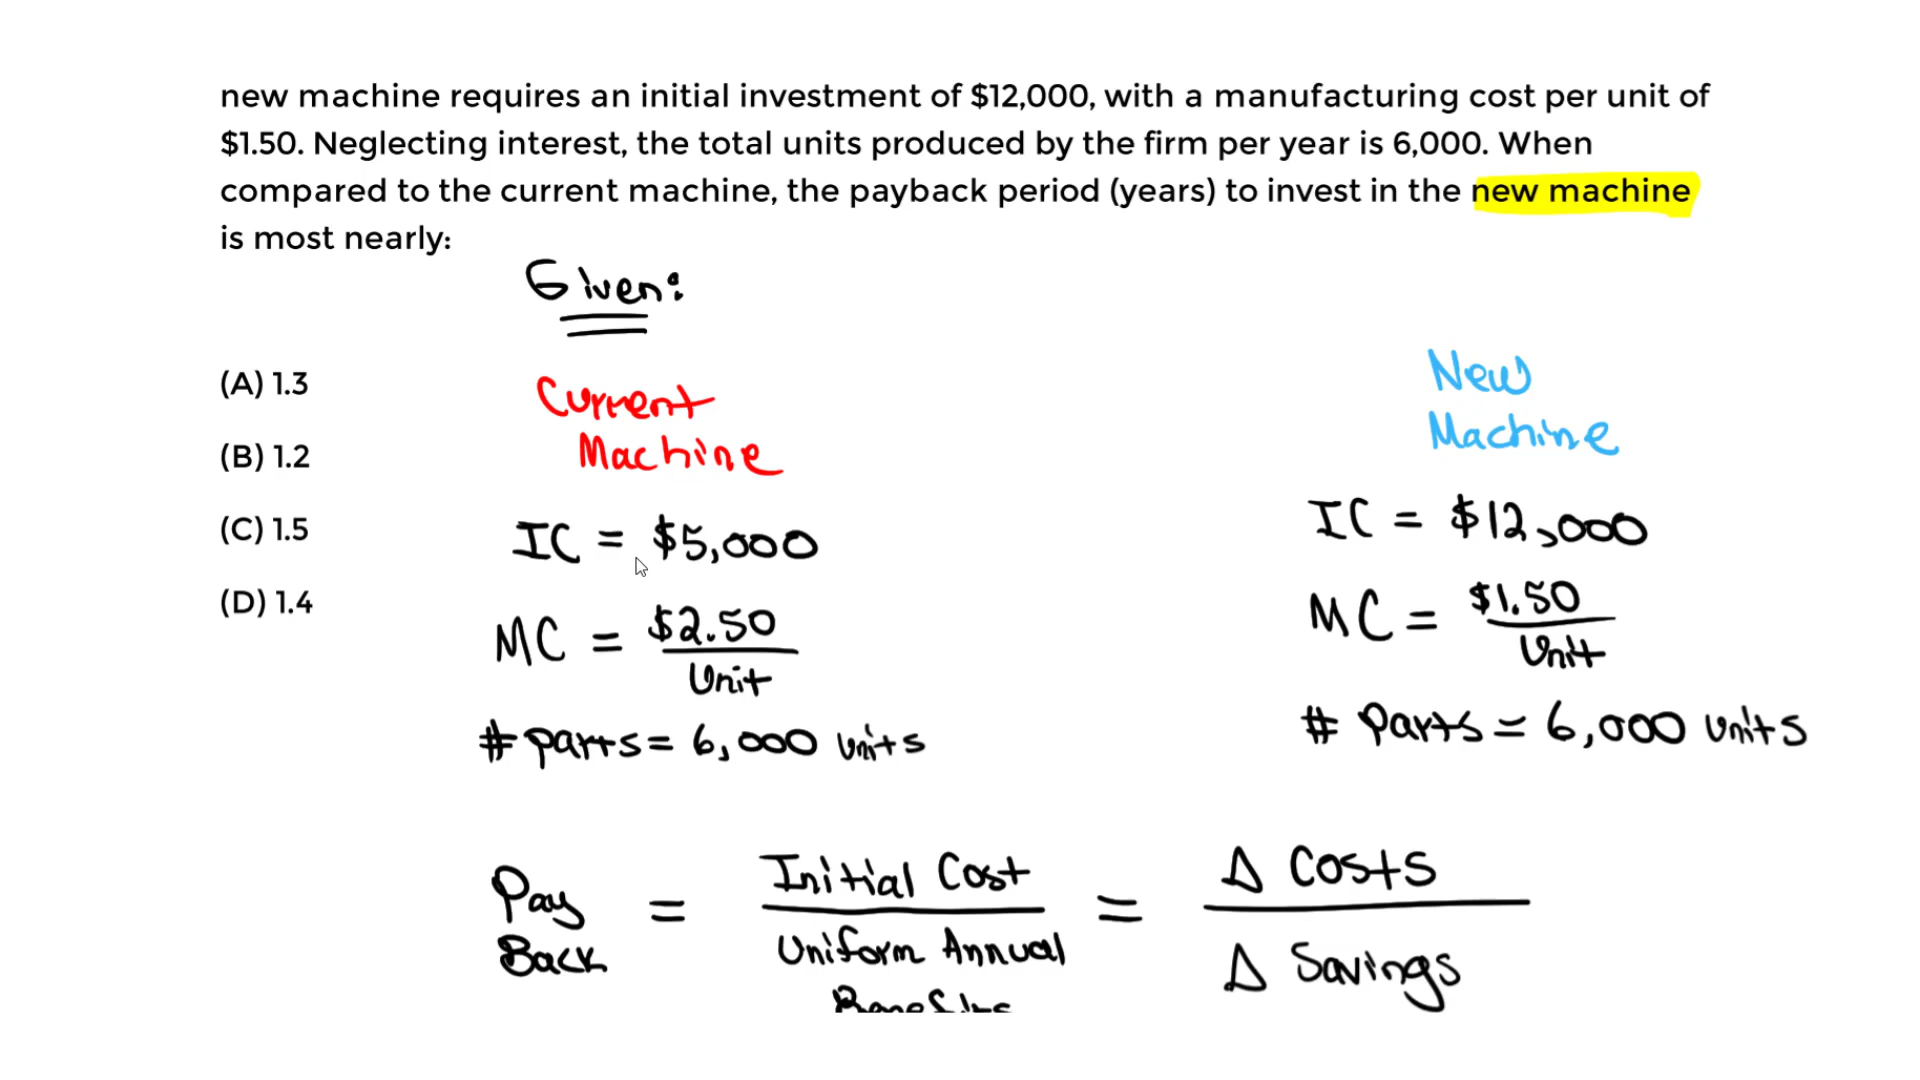 new machine requires an initial investment of $12,000, with a manufacturing cost per unit of
$1.50. Neglecting interest, the total units produced by the firm per year is 6,000. When
compared to the current machine, the payback period (years) to invest in the new machine
is most nearly:
Given:
(A) 1.3
(B) 1.2
(C) 1.5
(D) 1.4
Current
Machine
IC = $5,000
MC = $2.50
Unit
# parts = 6,000 units
New
Machine
IC = $12,000
MC = $1.50
Unit
# Parts = 6,000 units
Pay
Back
= Initial Cost
Uniform Annual
Benefits
= Δ Costs
Δ Savings